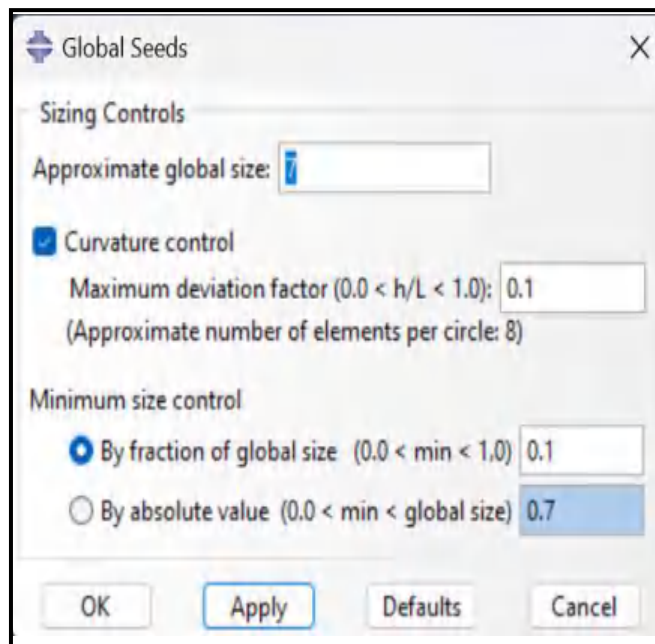 Global Seeds
Sizing Controls
Approximate global size: 7
Curvature control
Maximum deviation factor (0.0 < h/L < 1.0): 0.1
(Approximate number of elements per circle: 8)
Minimum size control
By fraction of global size (0.0 < min < 1,0) 0.1
By absolute value (0.0 < min < global size) 0.7
OK Apply Defaults Cancel